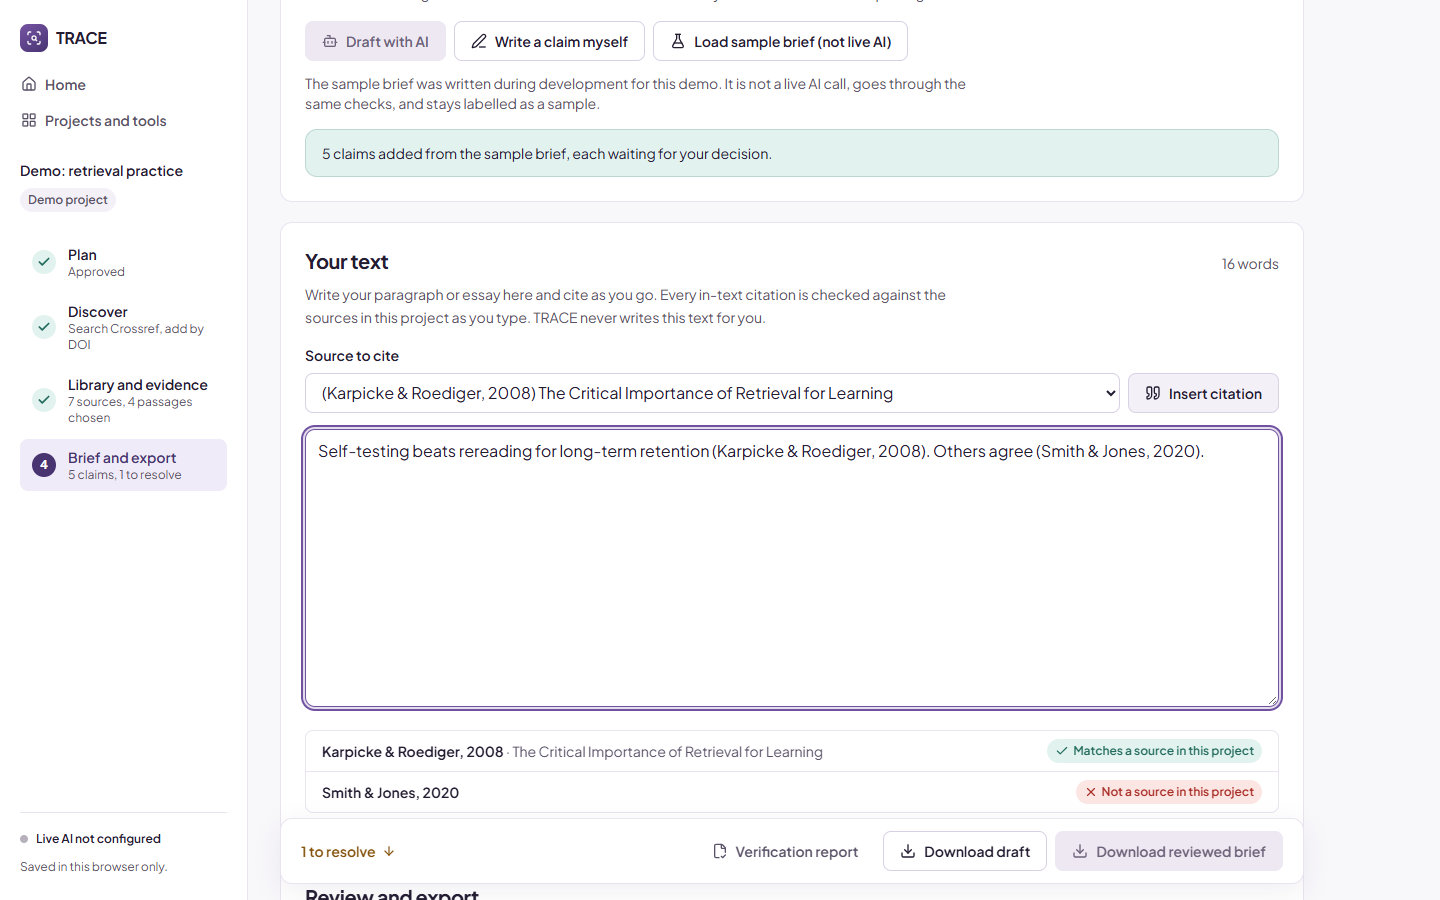 TRACE
Home
Projects and tools
Demo: retrieval practice
Demo project
Plan
Approved
Discover
Search Crossref, add by
DOI
Library and evidence
7 sources, 4 passages
chosen
4
Brief and export
5 claims, 1 to resolve
Live AI not configured
Saved in this browser only.
Draft with AI
Write a claim myself
Load sample brief (not live AI)
The sample brief was written during development for this demo. It is not a live AI call, goes through the
same checks, and stays labelled as a sample.
5 claims added from the sample brief, each waiting for your decision.
Your text
16 words
Write your paragraph or essay here and cite as you go. Every in-text citation is checked against the
sources in this project as you type. TRACE never writes this text for you.
Source to cite
(Karpicke & Roediger, 2008) The Critical Importance of Retrieval for Learning
Insert citation
Self-testing beats rereading for long-term retention (Karpicke & Roediger, 2008). Others agree (Smith & Jones, 2020).
Karpicke & Roediger, 2008 · The Critical Importance of Retrieval for Learning
Matches a source in this project
Smith & Jones, 2020
Not a source in this project
1 to resolve
Verification report
Download draft
Download reviewed brief
Review and export